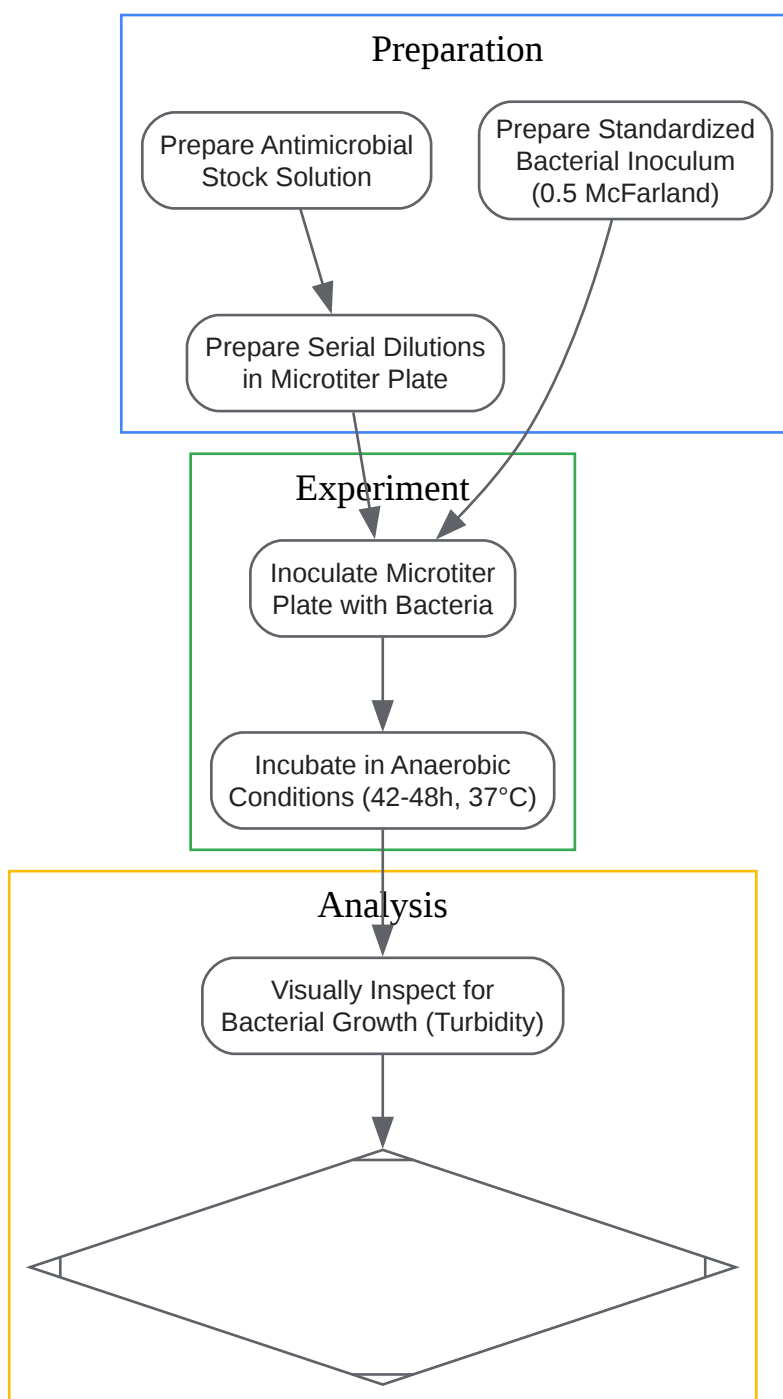 Preparation
Prepare Antimicrobial
Stock Solution
Prepare Standardized
Bacterial Inoculum
(0.5 McFarland)
Prepare Serial Dilutions
in Microtiter Plate
Experiment
Inoculate Microtiter
Plate with Bacteria
Incubate in Anaerobic
Conditions (42-48h, 37°C)
Analysis
Visually Inspect for
Bacterial Growth (Turbidity)